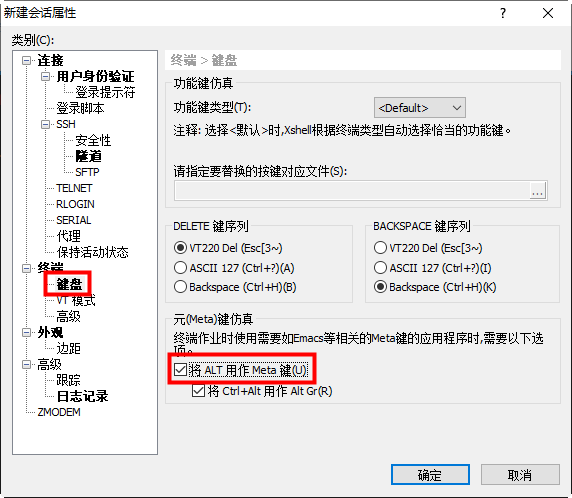 新建会话属性
类别(C):
连接
用户身份验证
登录提示符
登录脚本
SSH
安全性
隧道
SFTP
TELNET
RLOGIN
SERIAL
代理
保持活动状态
终端
键盘
VT 模式
高级
外观
边距
高级
跟踪
日志记录
ZMODEM
终端 > 键盘
功能键仿真
功能键类型(T):
<Default>
注释: 选择<默认>时,Xshell根据终端类型自动选择恰当的功能键。
请指定要替换的按键对应文件(S):
...
DELETE 键序列
VT220 Del (Esc[3~)
ASCII 127 (Ctrl+?)(A)
Backspace (Ctrl+H)(B)
BACKSPACE 键序列
VT220 Del (Esc[3~)
ASCII 127 (Ctrl+?)(I)
Backspace (Ctrl+H)(K)
元(Meta)键仿真
终端作业时使用需要如Emacs等相关的Meta键的应用程序时,需要以下选
项。
将 ALT 用作 Meta 键(U)
将 Ctrl+Alt 用作 Alt Gr(R)
确定
取消